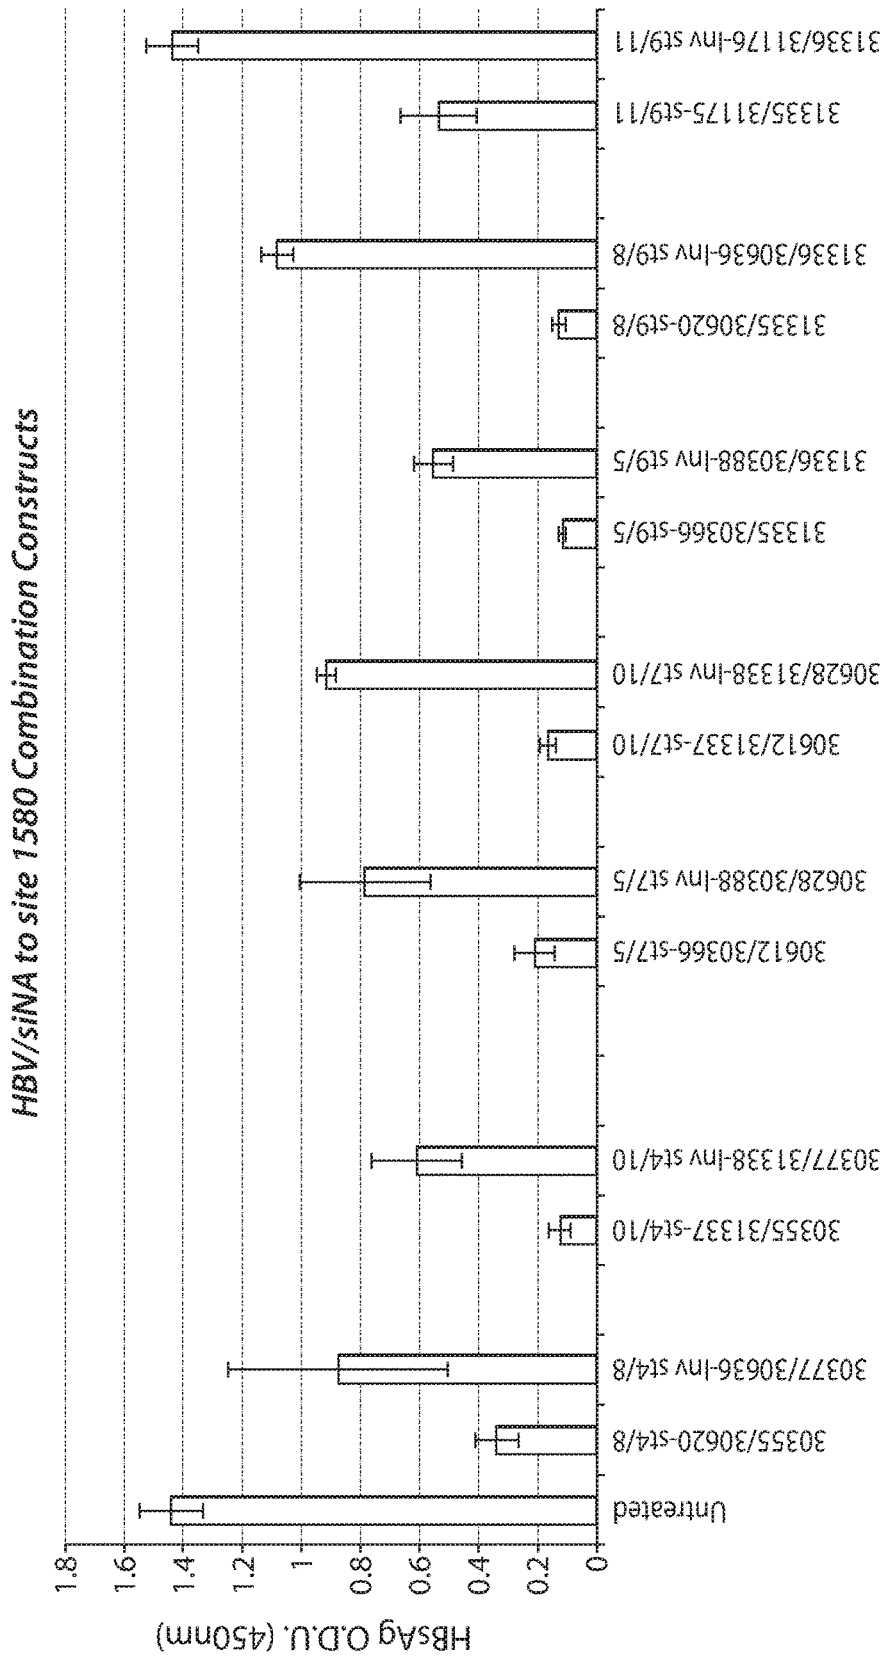 HBV/siNA to site 1580 Combination Constructs
HBsAg O.D.U. (450nm)
1.8
1.6
1.4
1.2
1
0.8
0.6
0.4
0.2
0
Untreated
30355/30620-st4/8
30377/30636-Inv st4/8
30355/31337-st4/10
30377/31338-Inv st4/10
30612/30366-st7/5
30628/30388-Inv st7/5
30612/31337-st7/10
30628/31338-Inv st7/10
31335/30366-st9/5
31336/30388-Inv st9/5
31335/30620-st9/8
31336/30636-Inv st9/8
31335/31175-st9/11
31336/31176-Inv st9/11